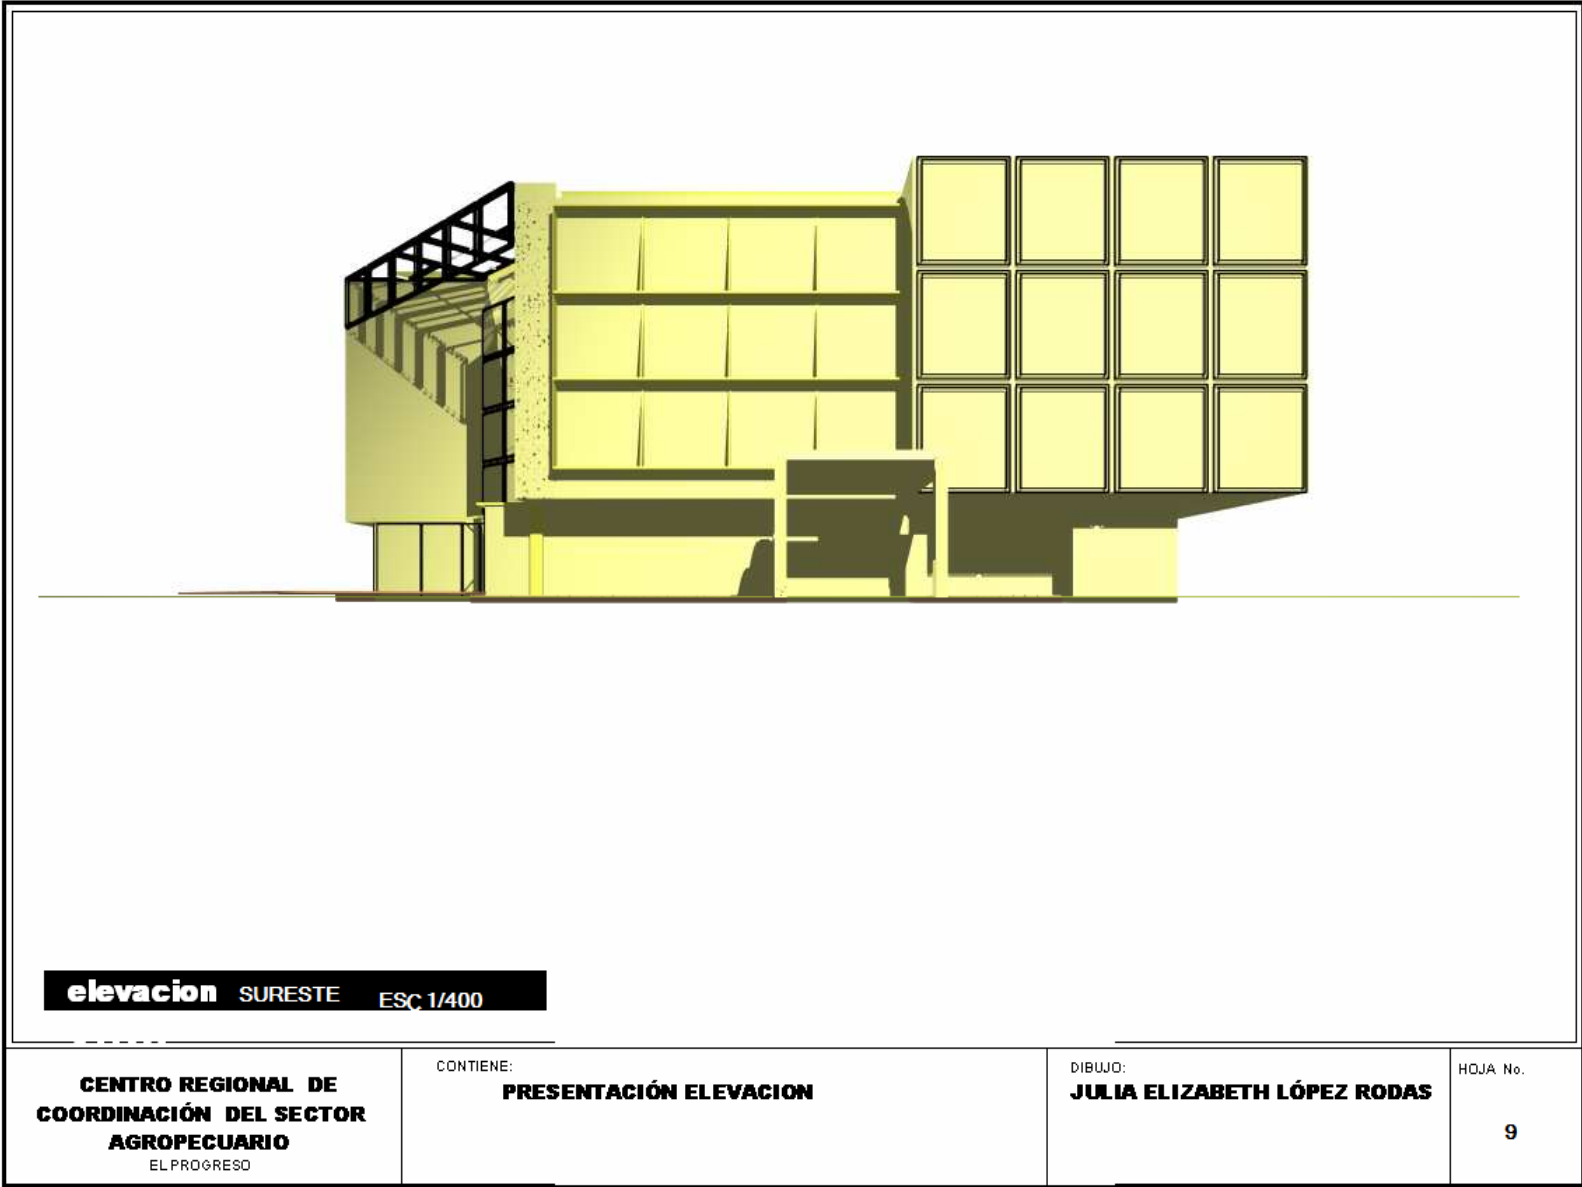 elevacion SURESTE ESC 1/400
CENTRO REGIONAL DE
COORDINACIÓN DEL SECTOR
AGROPECUARIO
EL PROGRESO
CONTIENE:
PRESENTACIÓN ELEVACION
DIBUJO:
JULIA ELIZABETH LÓPEZ RODAS
HOJA No.
9